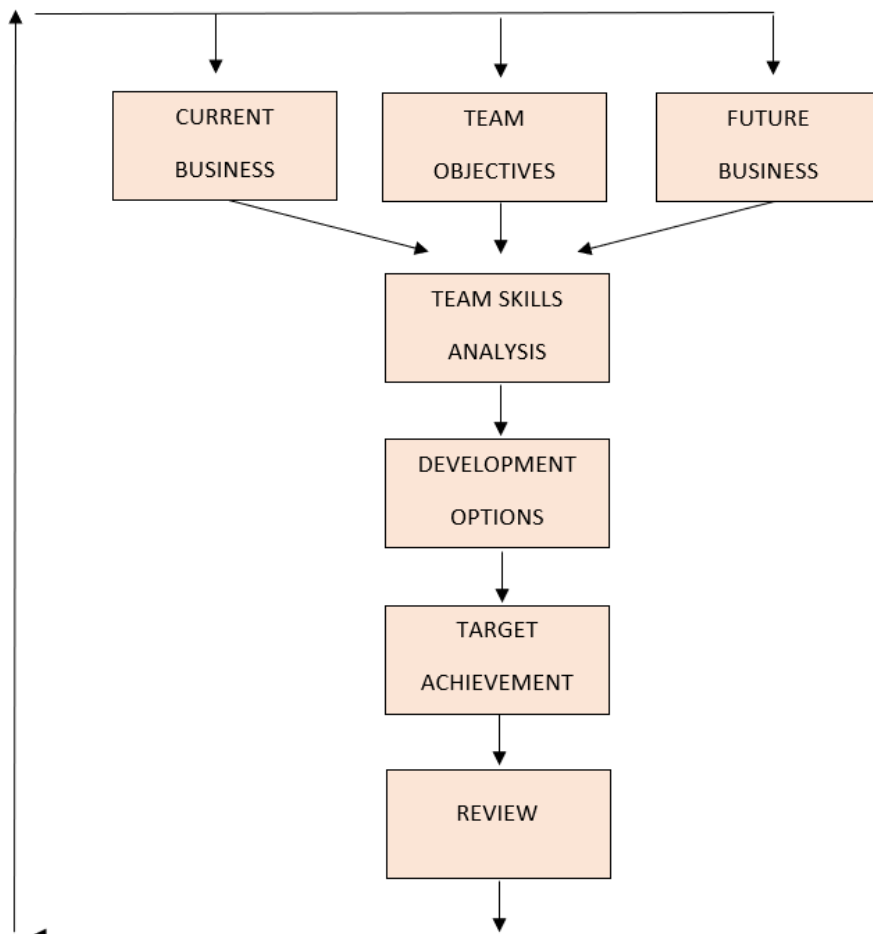 CURRENT
BUSINESS
TEAM
OBJECTIVES
FUTURE
BUSINESS
TEAM SKILLS
ANALYSIS
DEVELOPMENT
OPTIONS
TARGET
ACHIEVEMENT
REVIEW